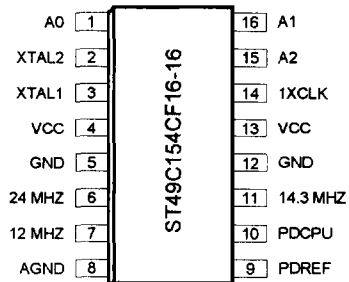 A0 1 16 A1
XTAL2 2 15 A2
XTAL1 3 14 1XCLK
VCC 4 13 VCC
GND 5 12 GND
24 MHZ 6 11 14.3 MHZ
12 MHZ 7 10 PDCPU
AGND 8 9 PDREF
ST49C154CF16-16